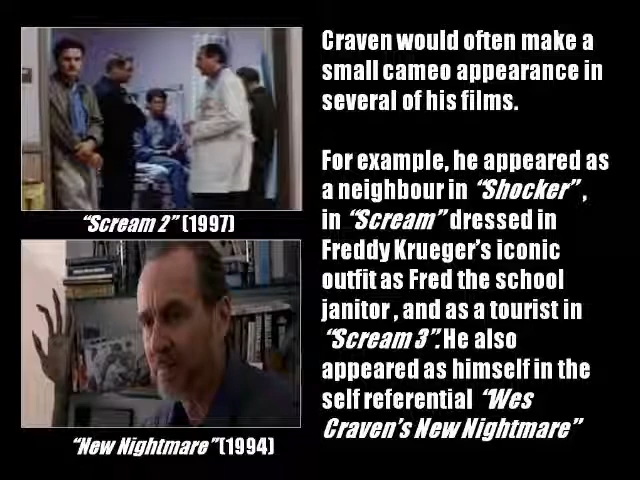 "Scream 2" (1997)
"New Nightmare" (1994)
Craven would often make a
small cameo appearance in
several of his films.
For example, he appeared as
a neighbour in "Shocker" ,
in "Scream" dressed in
Freddy Krueger's iconic
outfit as Fred the school
janitor , and as a tourist in
"Scream 3". He also
appeared as himself in the
self referential "Wes
Craven's New Nightmare"